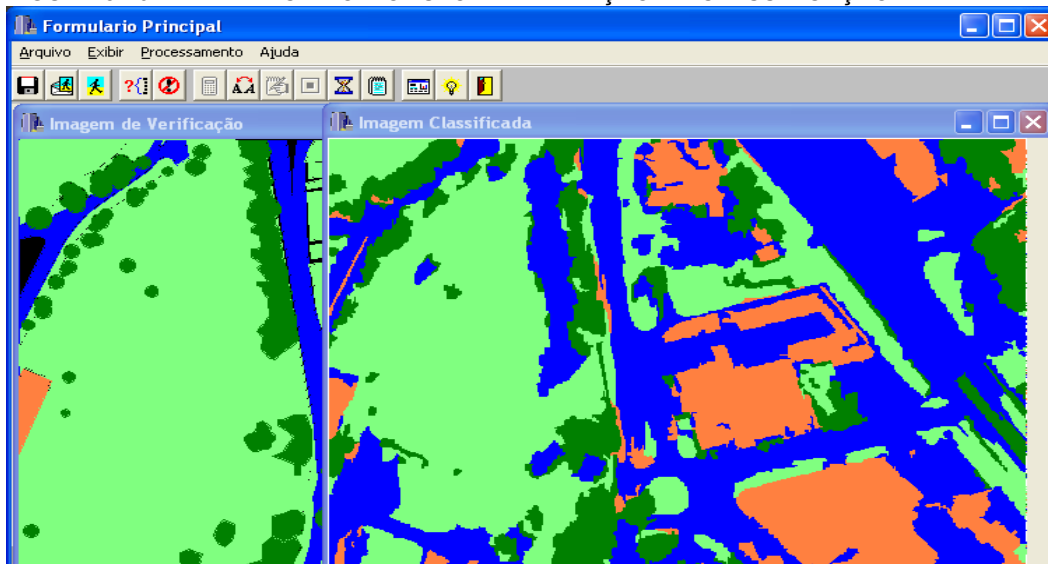 Formulario Principal
Arquivo Exibir Processamento Ajuda
Imagem de Verificação
Imagem Classificada